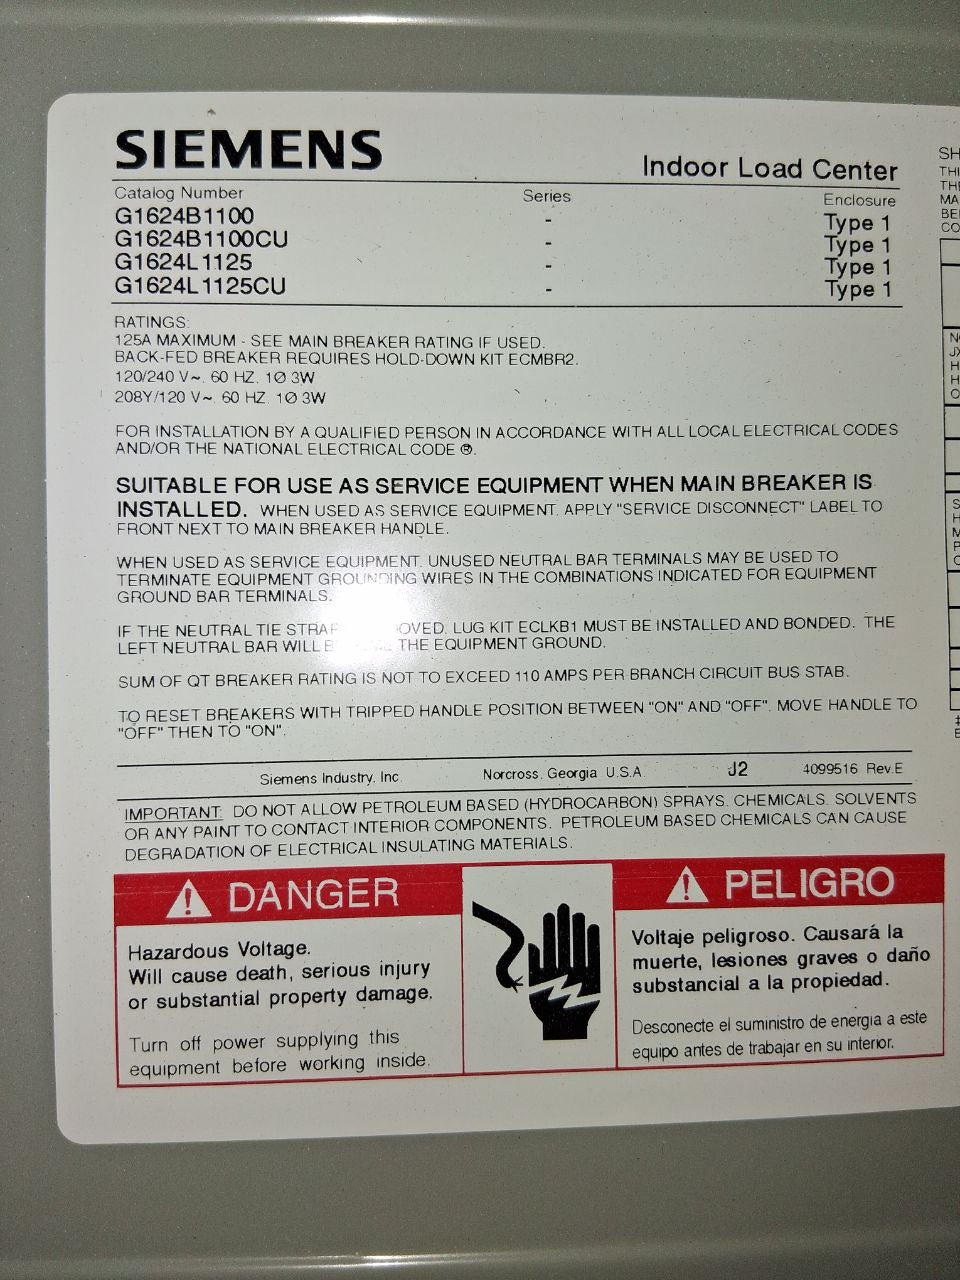 SIEMENS
Indoor Load Center
Catalog Number Series Enclosure
G1624B1100 - Type 1
G1624B1100CU - Type 1
G1624L1125 - Type 1
G1624L1125CU - Type 1
RATINGS:
125A MAXIMUM - SEE MAIN BREAKER RATING IF USED.
BACK-FED BREAKER REQUIRES HOLD-DOWN KIT ECMBR2.
120/240 V~. 60 HZ. 1Ø 3W
208Y/120 V~. 60 HZ. 1Ø 3W
FOR INSTALLATION BY A QUALIFIED PERSON IN ACCORDANCE WITH ALL LOCAL ELECTRICAL CODES
AND/OR THE NATIONAL ELECTRICAL CODE ®.
SUITABLE FOR USE AS SERVICE EQUIPMENT WHEN MAIN BREAKER IS
INSTALLED. WHEN USED AS SERVICE EQUIPMENT. APPLY "SERVICE DISCONNECT" LABEL TO
FRONT NEXT TO MAIN BREAKER HANDLE.
WHEN USED AS SERVICE EQUIPMENT. UNUSED NEUTRAL BAR TERMINALS MAY BE USED TO
TERMINATE EQUIPMENT GROUNDING WIRES IN THE COMBINATIONS INDICATED FOR EQUIPMENT
GROUND BAR TERMINALS.
IF THE NEUTRAL TIE STRAP OVED. LUG KIT ECLKB1 MUST BE INSTALLED AND BONDED. THE
LEFT NEUTRAL BAR WILL THE EQUIPMENT GROUND.
SUM OF QT BREAKER RATING IS NOT TO EXCEED 110 AMPS PER BRANCH CIRCUIT BUS STAB.
TO RESET BREAKERS WITH TRIPPED HANDLE POSITION BETWEEN "ON" AND "OFF". MOVE HANDLE TO
"OFF" THEN TO "ON".
Siemens Industry, Inc. Norcross, Georgia U.S.A. J2 4099516 Rev.E
IMPORTANT: DO NOT ALLOW PETROLEUM BASED (HYDROCARBON) SPRAYS. CHEMICALS. SOLVENTS
OR ANY PAINT TO CONTACT INTERIOR COMPONENTS. PETROLEUM BASED CHEMICALS CAN CAUSE
DEGRADATION OF ELECTRICAL INSULATING MATERIALS.
DANGER
Hazardous Voltage.
Will cause death, serious injury
or substantial property damage.
Turn off power supplying this
equipment before working inside.
PELIGRO
Voltaje peligroso. Causará la
muerte, lesiones graves o daño
substancial a la propiedad.
Desconecte el suministro de energia a este
equipo antes de trabajar en su interior.